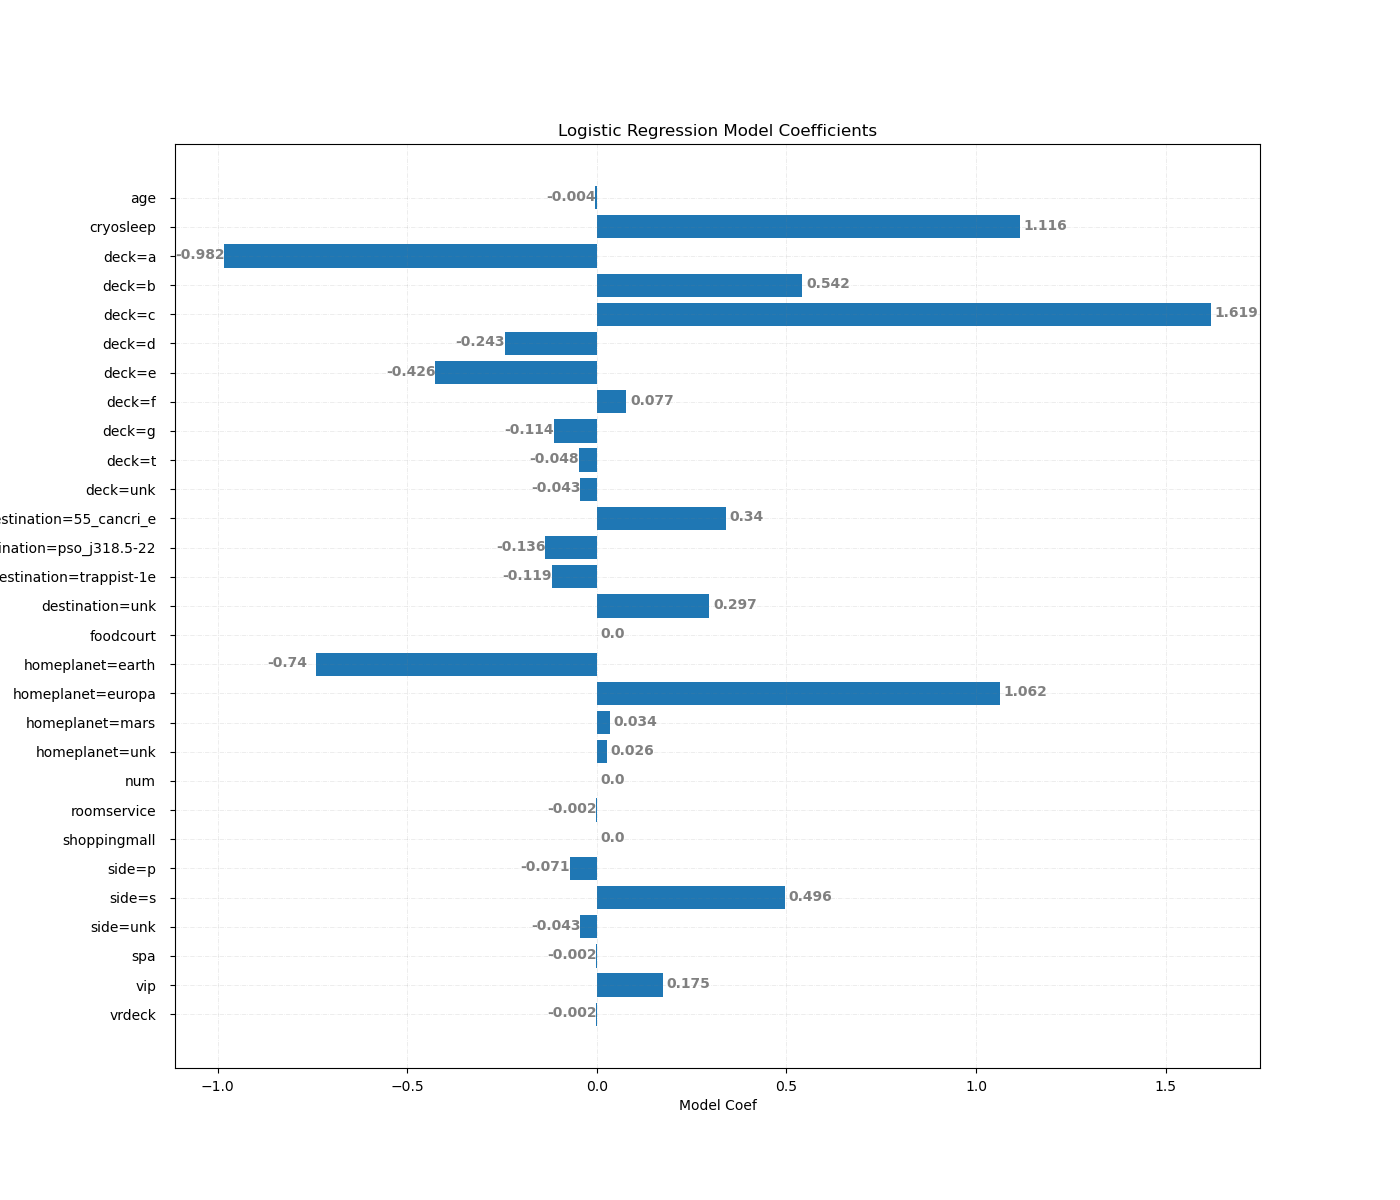 Logistic Regression Model Coefficients
age -0.004
cryosleep 1.116
deck=a -0.982
deck=b 0.542
deck=c 1.619
deck=d -0.243
deck=e -0.426
deck=f 0.077
deck=g -0.114
deck=t -0.048
deck=unk -0.043
estination=55_cancri_e 0.34
ination=pso_j318.5-22 -0.136
estination=trappist-1e -0.119
destination=unk 0.297
foodcourt 0.0
homeplanet=earth -0.74
homeplanet=europa 1.062
homeplanet=mars 0.034
homeplanet=unk 0.026
num 0.0
roomservice -0.002
shoppingmall 0.0
side=p -0.071
side=s 0.496
side=unk -0.043
spa -0.002
vip 0.175
vrdeck -0.002
−1.0 −0.5 0.0 0.5 1.0 1.5
Model Coef